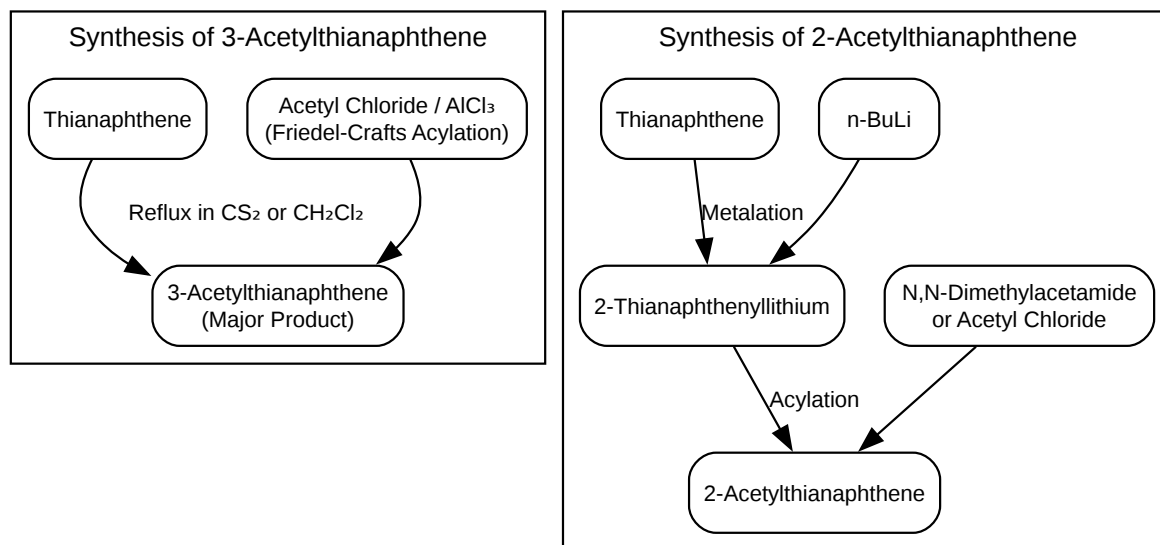 Synthesis of 3-Acetylthianaphthene
Thianaphthene
Acetyl Chloride / AlCl₃
(Friedel-Crafts Acylation)
Reflux in CS₂ or CH₂Cl₂
3-Acetylthianaphthene
(Major Product)
Synthesis of 2-Acetylthianaphthene
Thianaphthene
n-BuLi
Metalation
2-Thianaphthenyllithium
N,N-Dimethylacetamide
or Acetyl Chloride
Acylation
2-Acetylthianaphthene